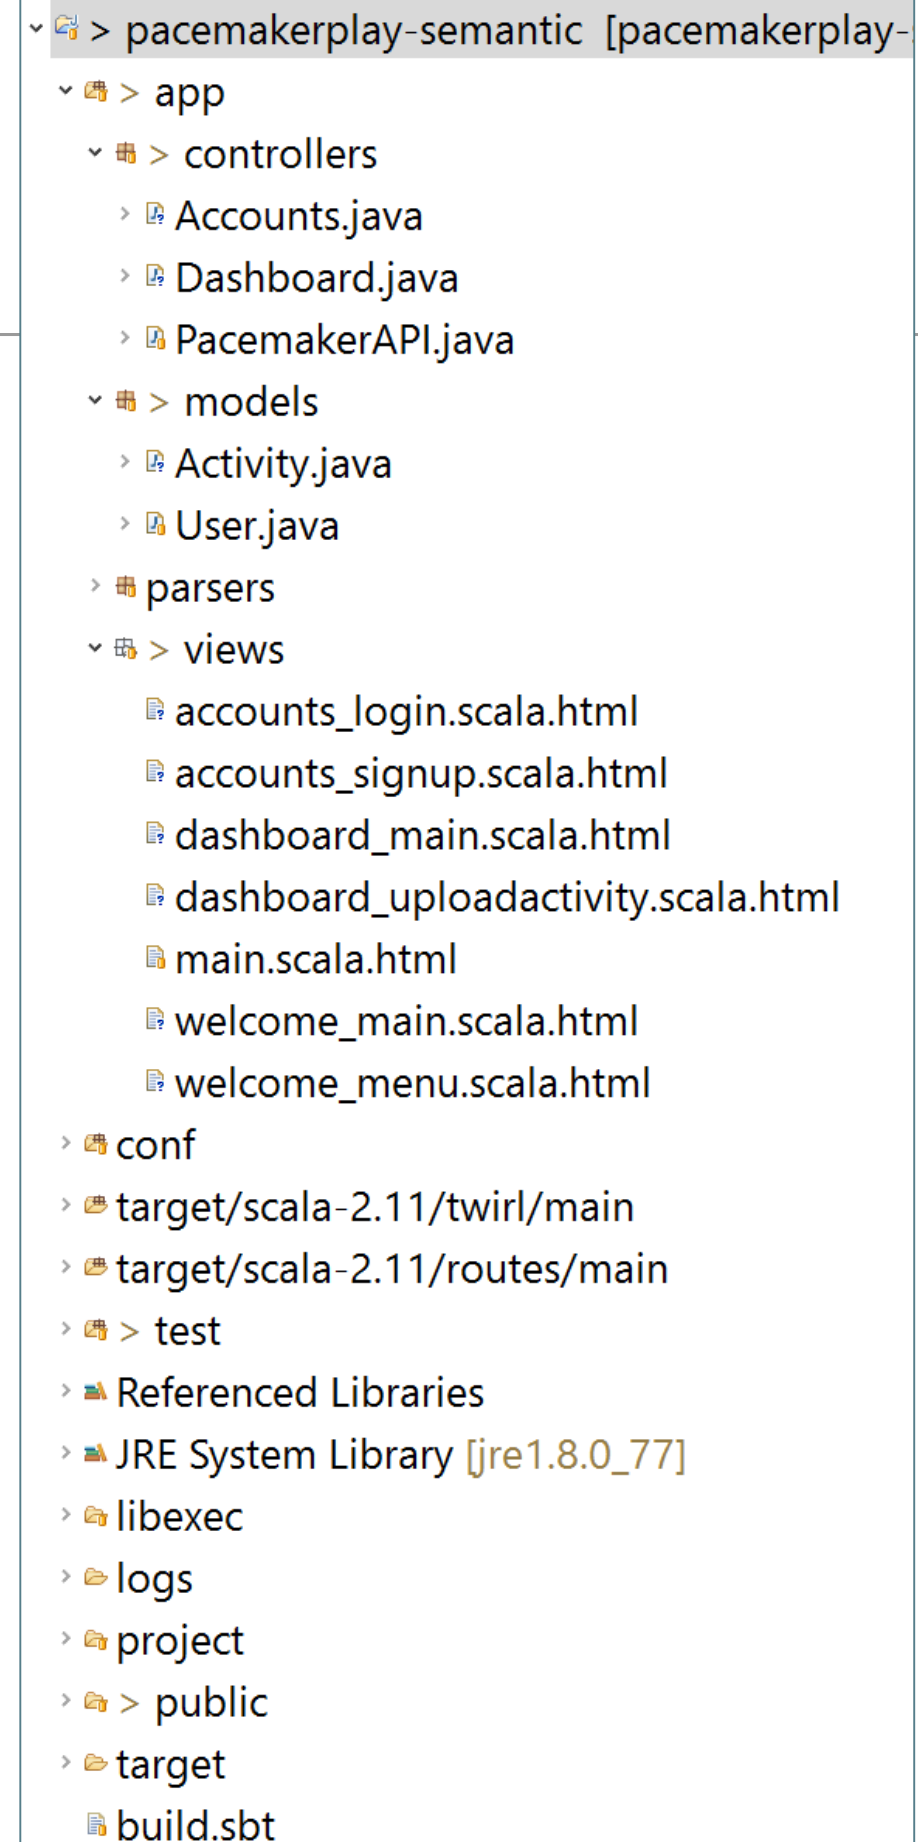 > pacemakerplay-semantic [pacemakerplay-
> app
> controllers
Accounts.java
Dashboard.java
PacemakerAPI.java
> models
Activity.java
User.java
parsers
> views
accounts_login.scala.html
accounts_signup.scala.html
dashboard_main.scala.html
dashboard_uploadactivity.scala.html
main.scala.html
welcome_main.scala.html
welcome_menu.scala.html
conf
target/scala-2.11/twirl/main
target/scala-2.11/routes/main
> test
Referenced Libraries
JRE System Library [jre1.8.0_77]
libexec
logs
project
> public
target
build.sbt